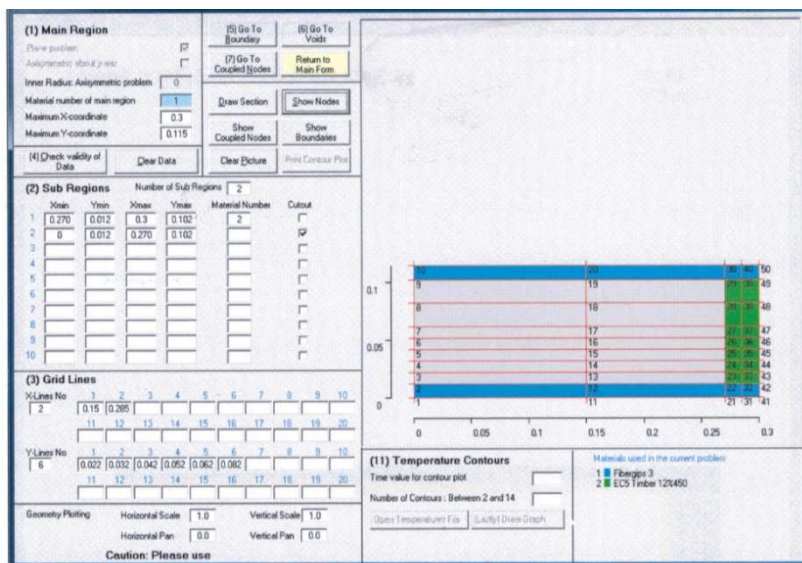 (1) Main Region
Plane problem
Axisymmetric about y-axis
Inner Radius: Axisymmetric problem 0
Material number of main region 1
Maximum X-coordinate 0.3
Maximum Y-coordinate 0.115
(4) Check validity of Data
Clear Data
(5) Go To Boundary
(6) Go To Voids
(7) Go To Coupled Nodes
Return to Main Form
Draw Section
Show Nodes
Show Coupled Nodes
Show Boundaries
Clear Picture
Print Contour Plot
(2) Sub Regions Number of Sub Regions 2
Xmin Ymin Xmax Ymax Material Number Cutout
1 0.270 0.012 0.3 0.102 2
2 0 0.012 0.270 0.102
3
4
5
6
7
8
9
10
(3) Grid Lines
X-Lines No 1 2 3 4 5 6 7 8 9 10
2 0.15 0.285
11 12 13 14 15 16 17 18 19 20
Y-Lines No 1 2 3 4 5 6 7 8 9 10
6 0.022 0.032 0.042 0.052 0.062 0.082
11 12 13 14 15 16 17 18 19 20
Geometry Plotting Horizontal Scale 1.0 Vertical Scale 1.0
Horizontal Pan 0.0 Vertical Pan 0.0
Caution: Please use
10 20 30 40 50
9 19 29 39 49
8 18 28 38 48
7 17 27 37 47
6 16 26 36 46
5 15 25 35 45
4 14 24 34 44
3 13 23 33 43
2 12 22 32 42
1 11 21 31 41
0.1
0.05
0
0 0.05 0.1 0.15 0.2 0.25 0.3
(11) Temperature Contours
Time value for contour plot
Number of Contours : Between 2 and 14
Open Temperatures File
(Lastly) Draw Graph
Materials used in the current problem
1 Fibergips 3
2 EC5 Timber 12%450